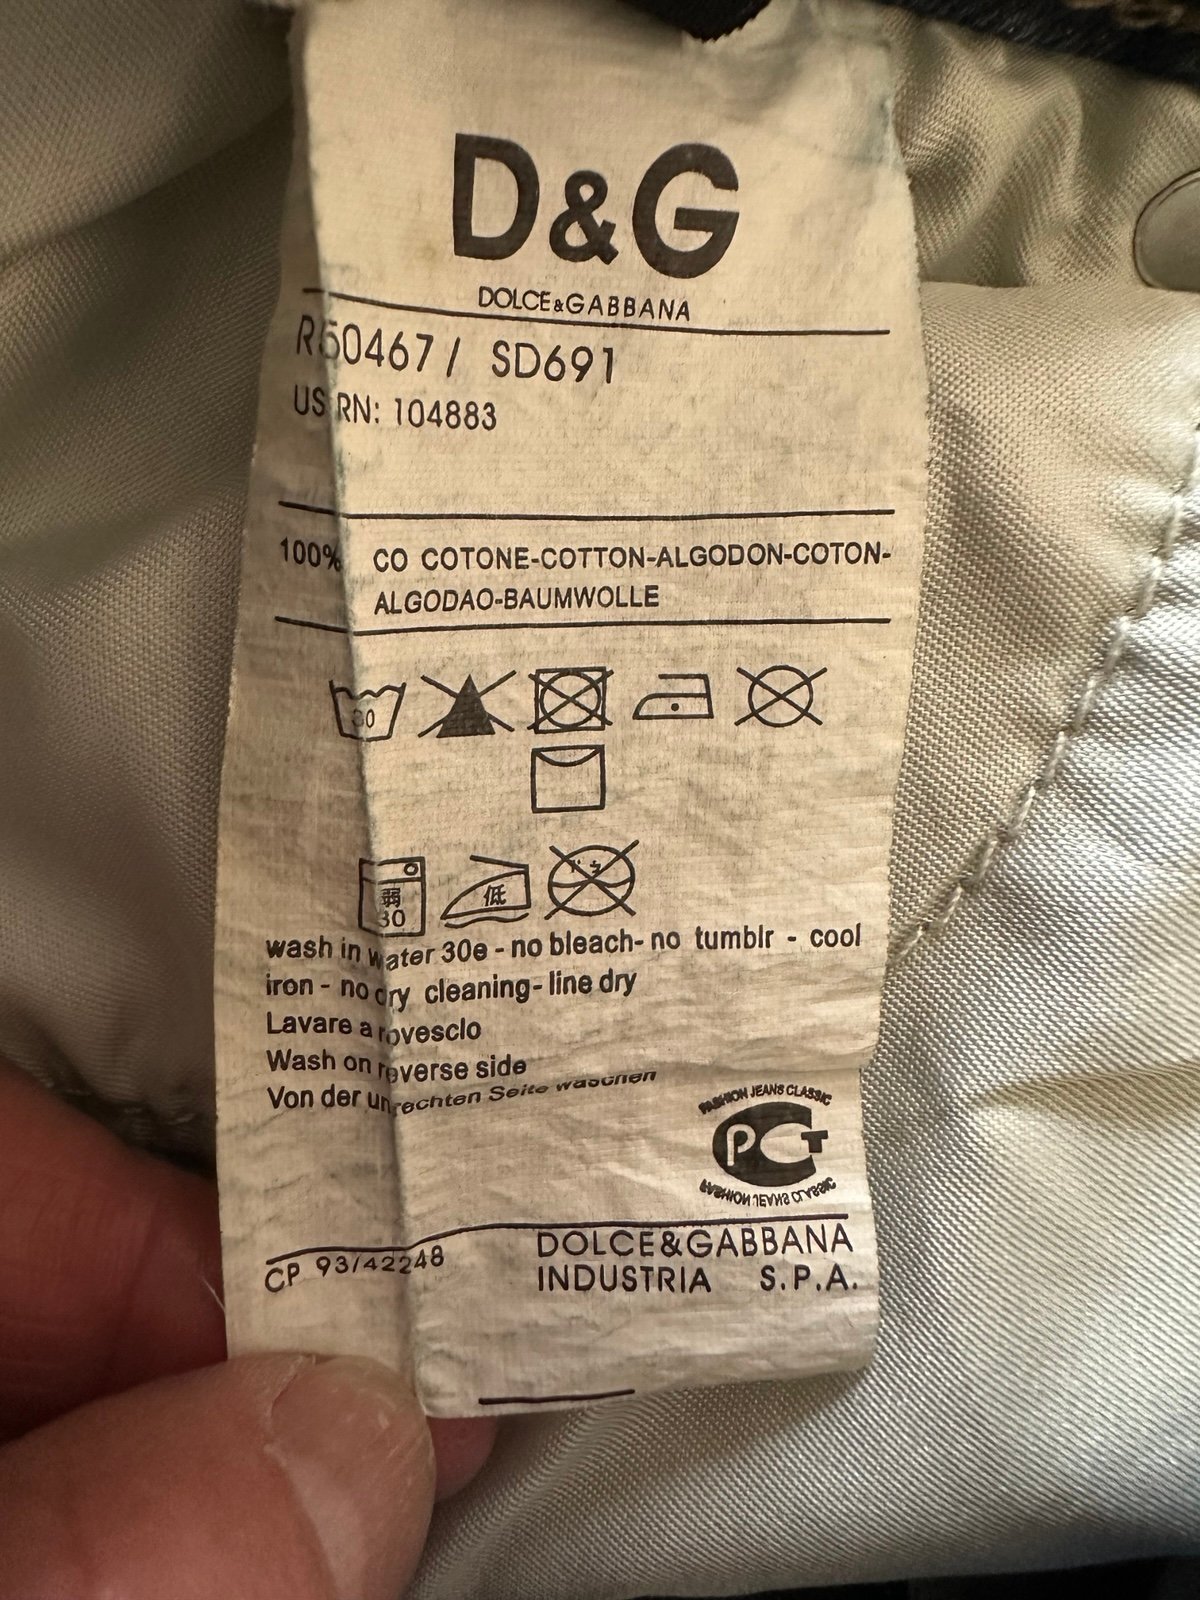 D&G
DOLCE&GABBANA
R50467/ SD691
US RN: 104883
100% CO COTONE-COTTON-ALGODON-COTON-
ALGODAO-BAUMWOLLE
30
弱
30
低
ドライ
wash in water 30e - no bleach- no tumblr - cool
iron - no dry cleaning- line dry
Lavare a rovesclo
Wash on reverse side
Von der unrechten Seite waschen
FASHION JEANS CLASSIC
PCT
FASHION JEANS CLASSIC
CP 93/42248
DOLCE&GABBANA
INDUSTRIA S.P.A.